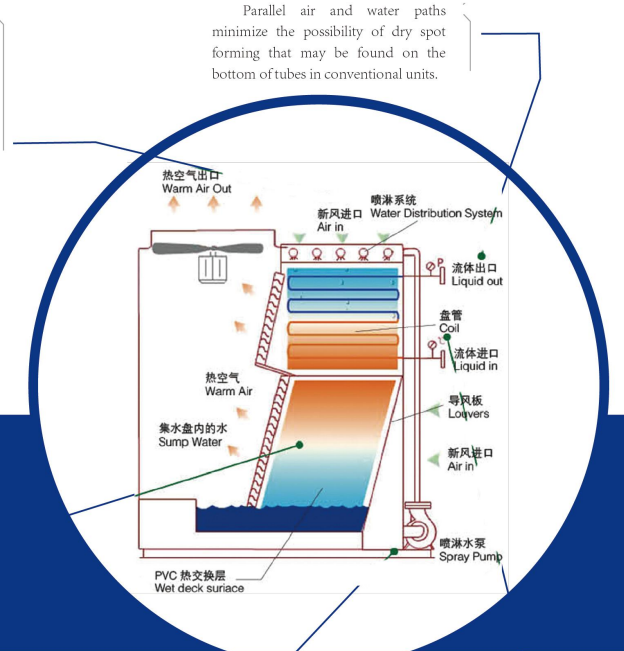 Parallel air and water paths
minimize the possibility of dry spot
forming that may be found on the
bottom of tubes in conventional units.
热空气出口
Warm Air Out
喷淋系统
Water Distribution System
新风进口
Air in
P
流体出口
Liquid out
盘管
Coil
流体进口
Liquid in
热空气
Warm Air
导风板
Louvers
集水盘内的水
Sump Water
新风进口
Air in
喷淋水泵
Spray Pump
PVC 热交换层
Wet deck suriace